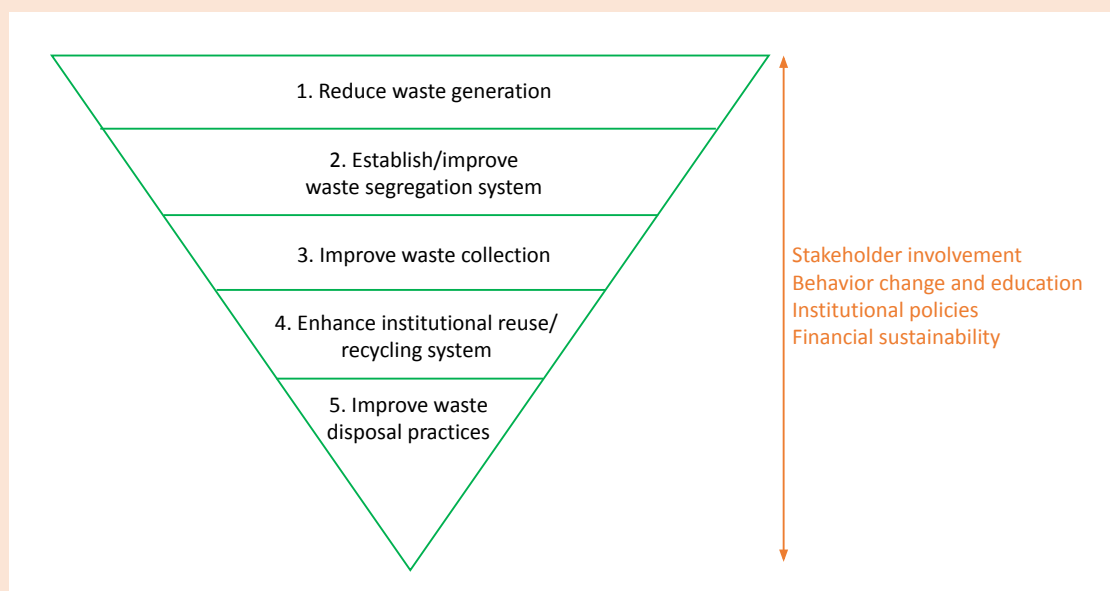 1. Reduce waste generation
2. Establish/improve
waste segregation system
3. Improve waste collection
4. Enhance institutional reuse/
recycling system
5. Improve waste
disposal practices
Stakeholder involvement
Behavior change and education
Institutional policies
Financial sustainability